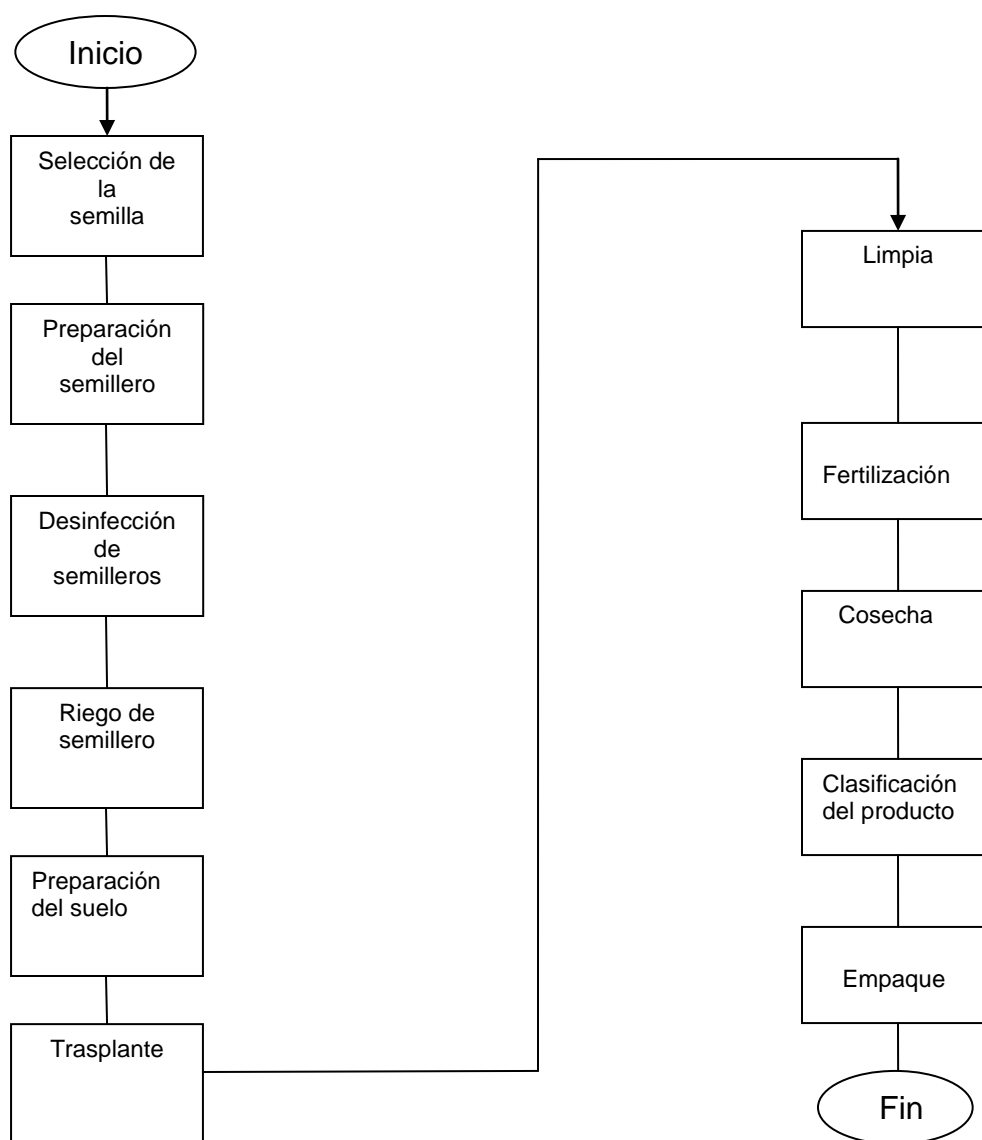 Inicio
Selección de
la
semilla
Preparación
del
semillero
Desinfección
de
semilleros
Riego de
semillero
Preparación
del suelo
Trasplante
Limpia
Fertilización
Cosecha
Clasificación
del producto
Empaque
Fin